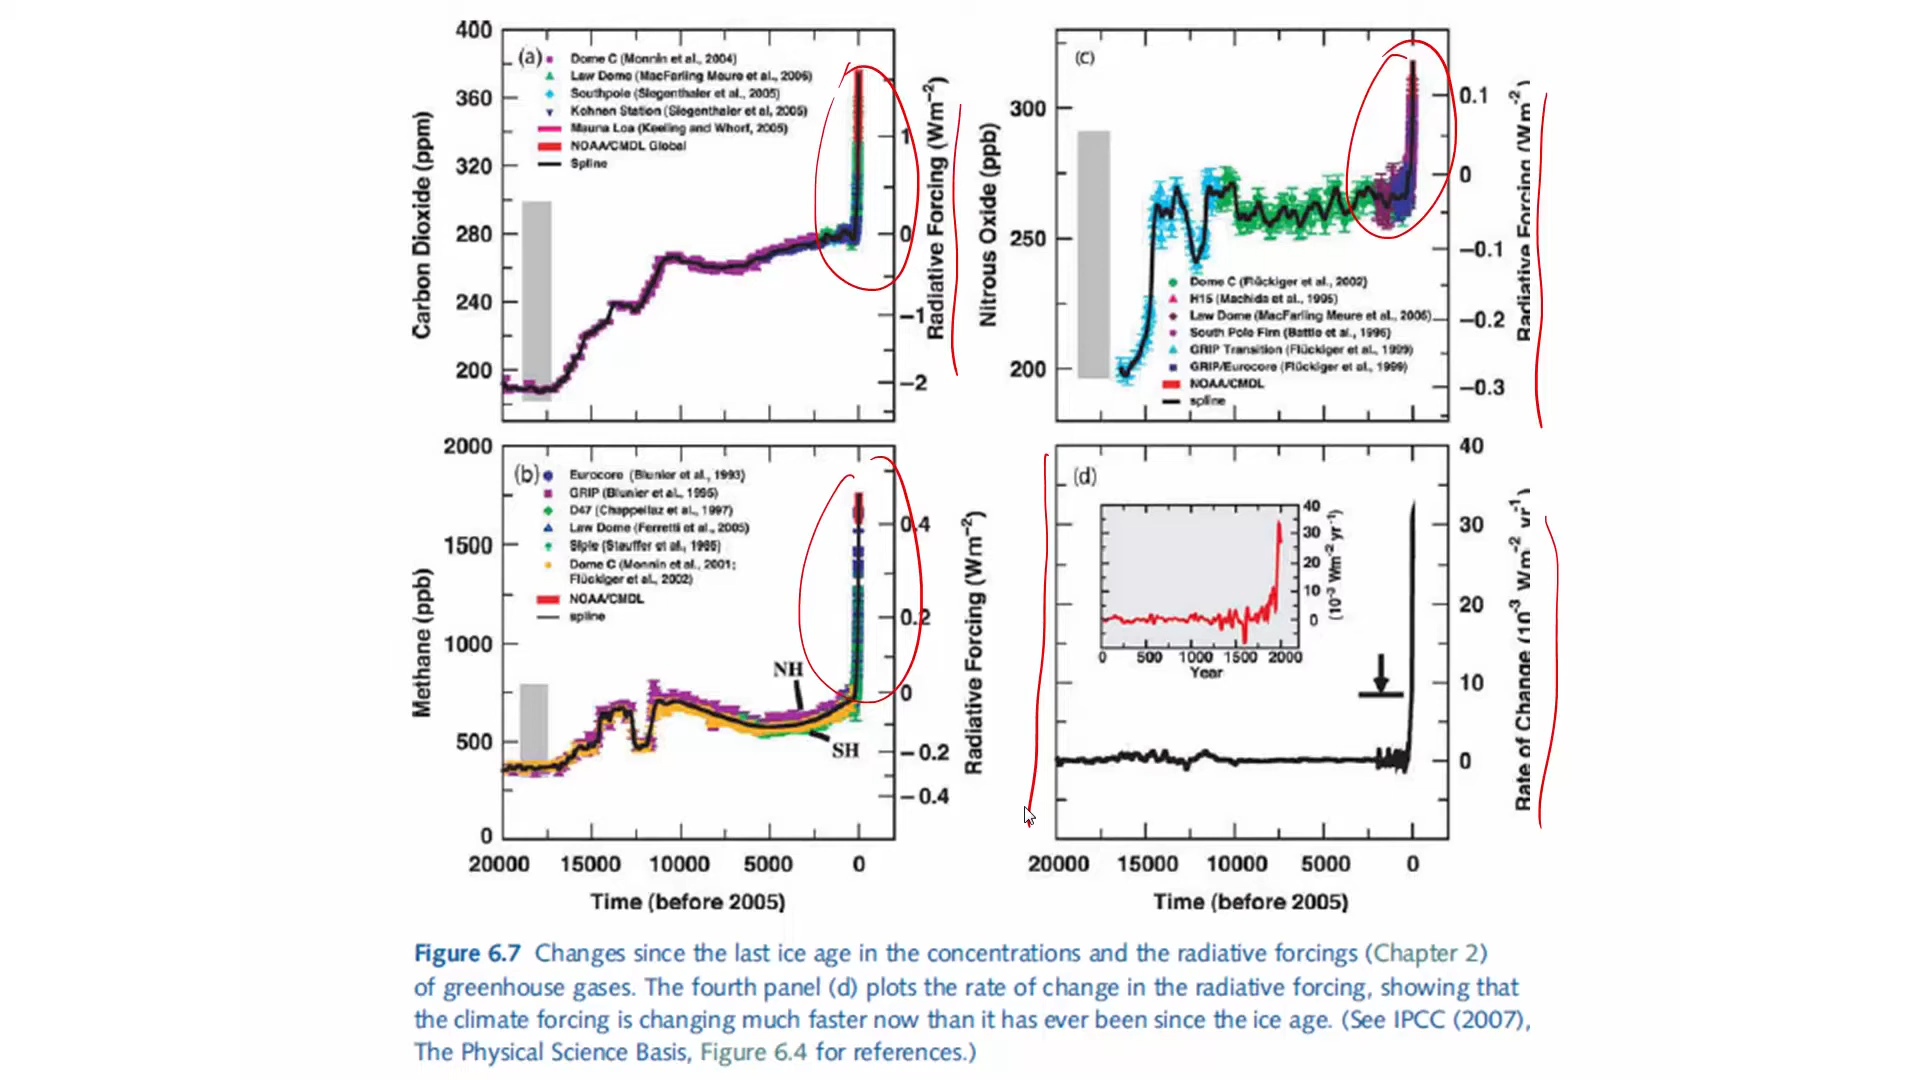 400
360
320
280
240
200
Carbon Dioxide (ppm)
(a)
Dome C (Monnin et al., 2004)
Law Dome (MacFarling Meure et al., 2006)
Southpole (Siegenthaler et al., 2005)
Kohnen Station (Siegenthaler et al., 2005)
Mauna Loa (Keeling and Whorf, 2005)
NOAA/CMDL Global
Spline
1
0
−1
−2
Radiative Forcing (Wm−2)
300
250
200
Nitrous Oxide (ppb)
(c)
Dome C (Flückiger et al., 2002)
H15 (Machida et al., 1995)
Law Dome (MacFarling Meure et al., 2006)
South Pole Firn (Battle et al., 1996)
GRIP Transition (Flückiger et al., 1999)
GRIP/Eurocore (Flückiger et al., 1999)
NOAA/CMDL
spline
0.1
0
−0.1
−0.2
−0.3
Radiative Forcing (Wm-2)
2000
1500
1000
500
0
Methane (ppb)
(b)
Eurocore (Blunier et al., 1993)
GRIP (Blunier et al., 1995)
D47 (Chappellaz et al., 1997)
Law Dome (Ferretti et al., 2005)
Siple (Stauffer et al., 1985)
Dome C (Monnin et al., 2001;
Flückiger et al., 2002)
NOAA/CMDL
spline
NH
SH
0.4
0.2
0
−0.2
−0.4
Radiative Forcing (Wm−2)
20000 15000 10000 5000 0
Time (before 2005)
(d)
40
30
20
10
0
(10-3 Wm-2 yr-1)
0 500 1000 1500 2000
Year
40
30
20
10
0
Rate of Change (10-3 Wm-2 yr-1)
20000 15000 10000 5000 0
Time (before 2005)
Figure 6.7 Changes since the last ice age in the concentrations and the radiative forcings (Chapter 2)
of greenhouse gases. The fourth panel (d) plots the rate of change in the radiative forcing, showing that
the climate forcing is changing much faster now than it has ever been since the ice age. (See IPCC (2007),
The Physical Science Basis, Figure 6.4 for references.)